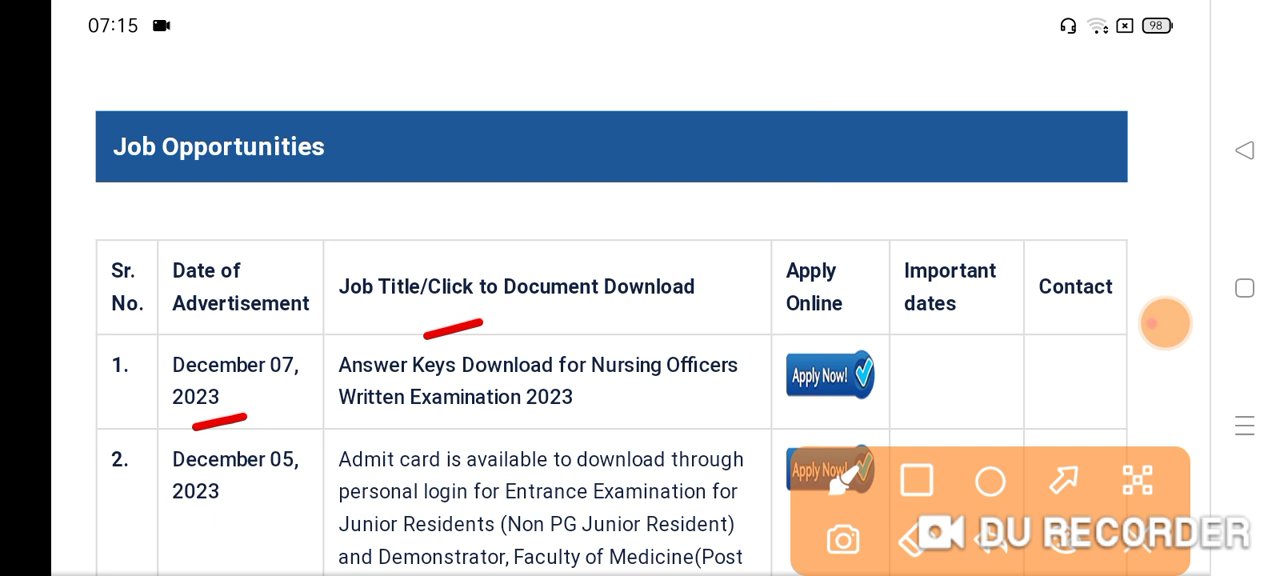 07:15
98
Job Opportunities
Sr. No.
Date of Advertisement
Job Title/Click to Document Download
Apply Online
Important dates
Contact
1.
December 07, 2023
Answer Keys Download for Nursing Officers
Written Examination 2023
Apply Now!
2.
December 05, 2023
Admit card is available to download through
personal login for Entrance Examination for
Junior Residents (Non PG Junior Resident)
and Demonstrator, Faculty of Medicine(Post
Apply Now!
DU RECORDER